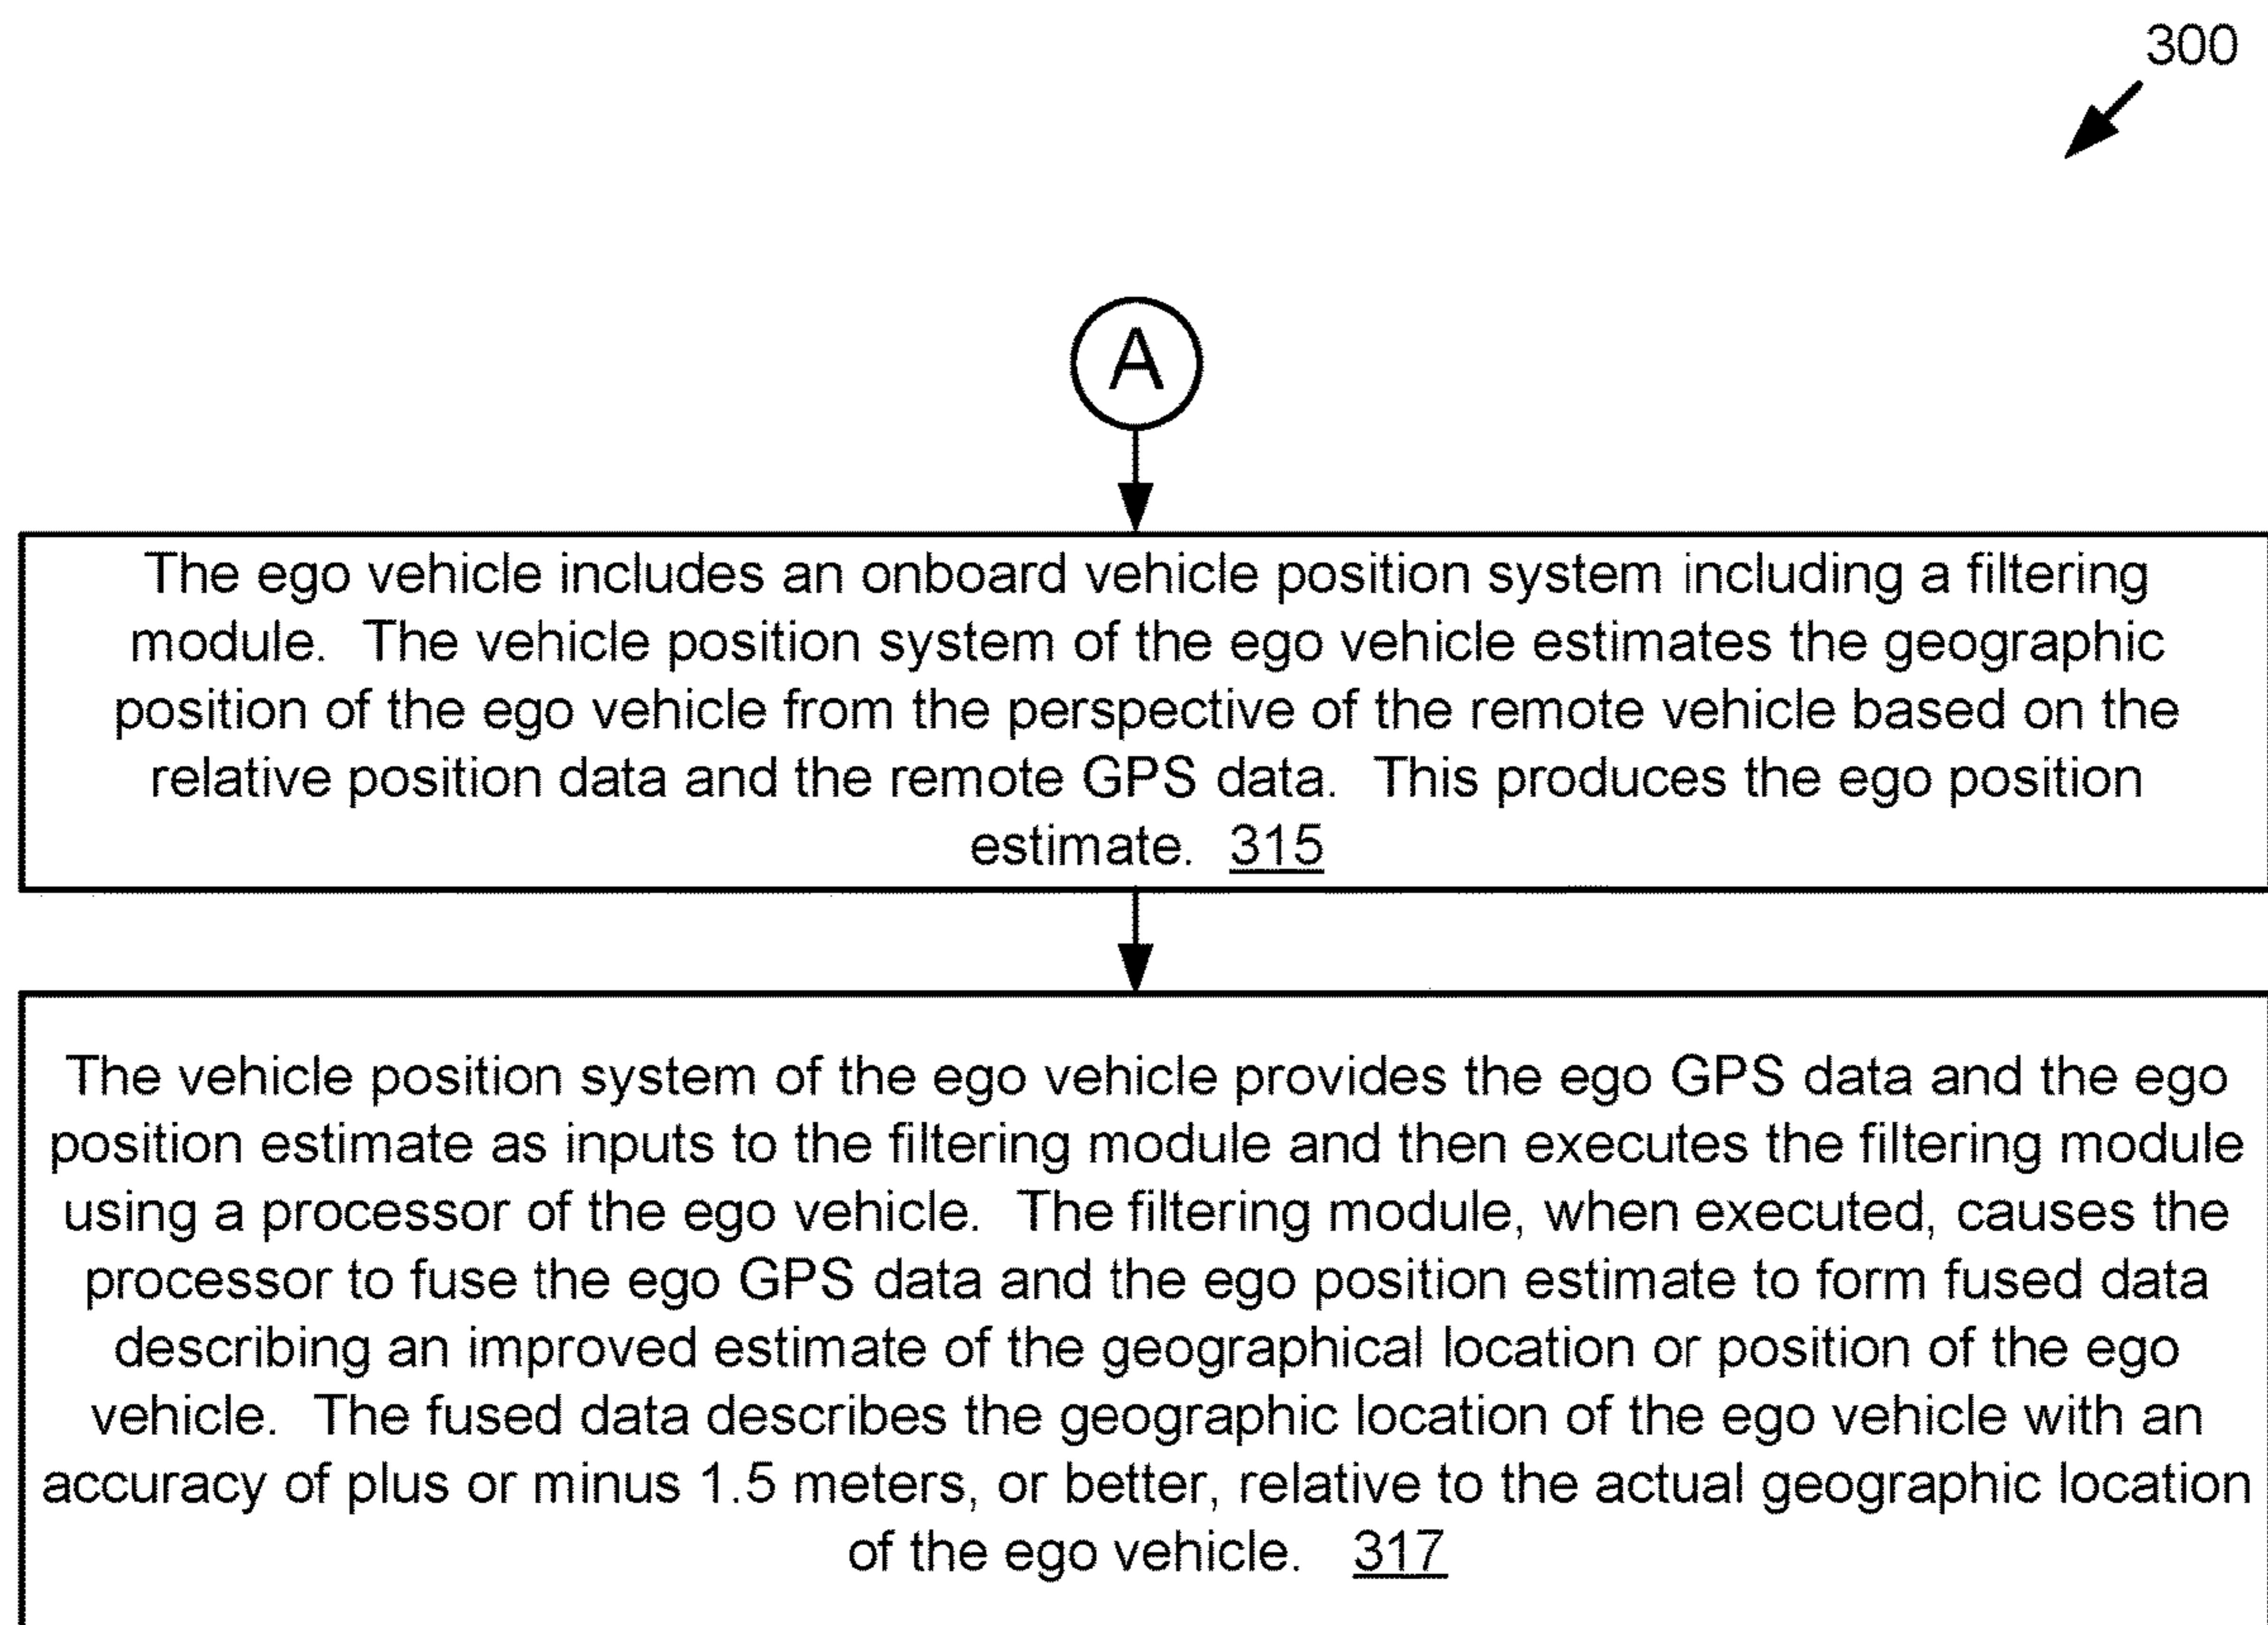 300
A
The ego vehicle includes an onboard vehicle position system including a filtering
module. The vehicle position system of the ego vehicle estimates the geographic
position of the ego vehicle from the perspective of the remote vehicle based on the
relative position data and the remote GPS data. This produces the ego position
estimate. 315
The vehicle position system of the ego vehicle provides the ego GPS data and the ego
position estimate as inputs to the filtering module and then executes the filtering module
using a processor of the ego vehicle. The filtering module, when executed, causes the
processor to fuse the ego GPS data and the ego position estimate to form fused data
describing an improved estimate of the geographical location or position of the ego
vehicle. The fused data describes the geographic location of the ego vehicle with an
accuracy of plus or minus 1.5 meters, or better, relative to the actual geographic location
of the ego vehicle. 317